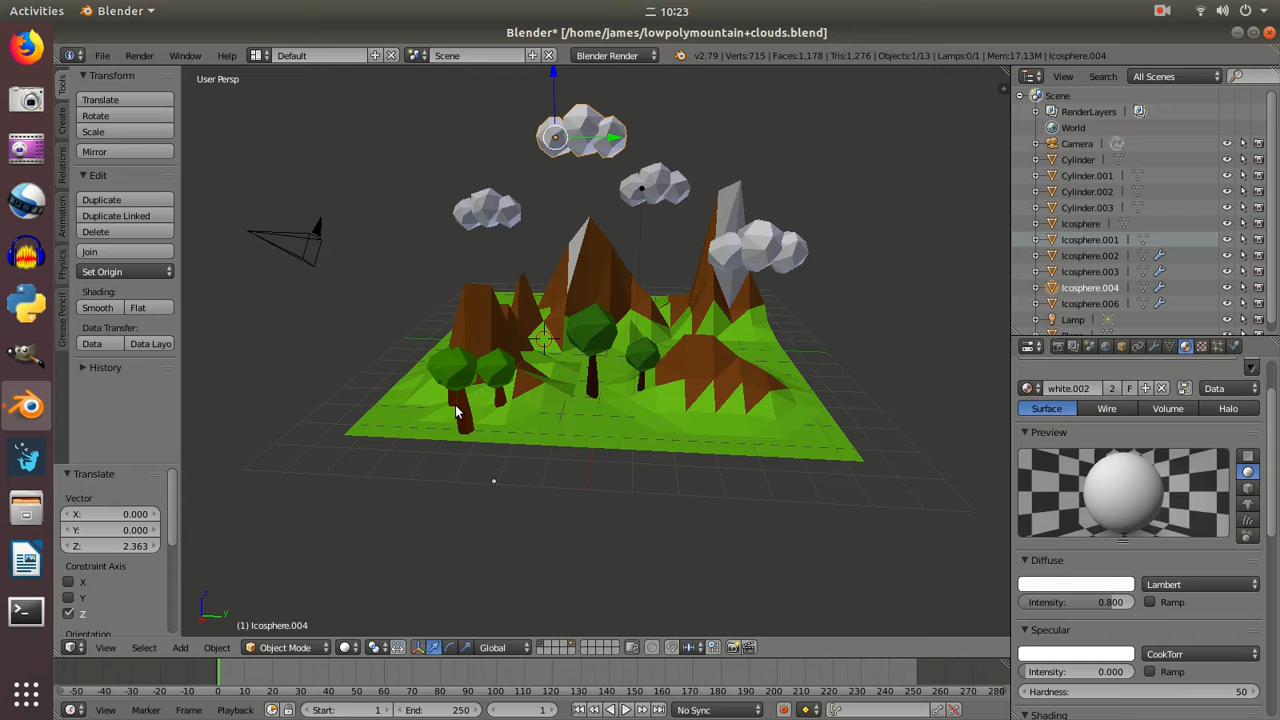 Activities
Blender
10:23
Blender* [/home/james/lowpolymountain+clouds.blend]
File
Render
Window
Help
Default
Scene
Blender Render
v2.79 | Verts:715 | Faces:1,178 | Tris:1,276 | Objects:1/13 | Lamps:0/1 | Mem:17.13M | Icosphere.004
Tools
Create
Relations
Animation
Physics
Grease Pencil
Transform
Translate
Rotate
Scale
Mirror
Edit
Duplicate
Duplicate Linked
Delete
Join
Set Origin
Shading:
Smooth
Flat
Data Transfer:
Data
Data Layo
History
Translate
Vector
X: 0.000
Y: 0.000
Z: 2.363
Constraint Axis
X
Y
Z
Orientation
User Persp
z
y
(1) Icosphere.004
View
Select
Add
Object
Object Mode
Global
-50 -40 -30 -20 -10 0 10 20 30 40 50 60 70 80 90 100 110 120 130 140 150 160 170 180 190 200 210 220 230 240 250 260 270 280
View
Marker
Frame
Playback
Start: 1
End: 250
1
No Sync
View
Search
All Scenes
Scene
RenderLayers
World
Camera
Cylinder
Cylinder.001
Cylinder.002
Cylinder.003
Icosphere
Icosphere.001
Icosphere.002
Icosphere.003
Icosphere.004
Icosphere.006
Lamp
white.002
2
F
Data
Surface
Wire
Volume
Halo
Preview
Diffuse
Lambert
Intensity: 0.800
Ramp
Specular
CookTorr
Intensity: 0.000
Ramp
Hardness: 50
Shading